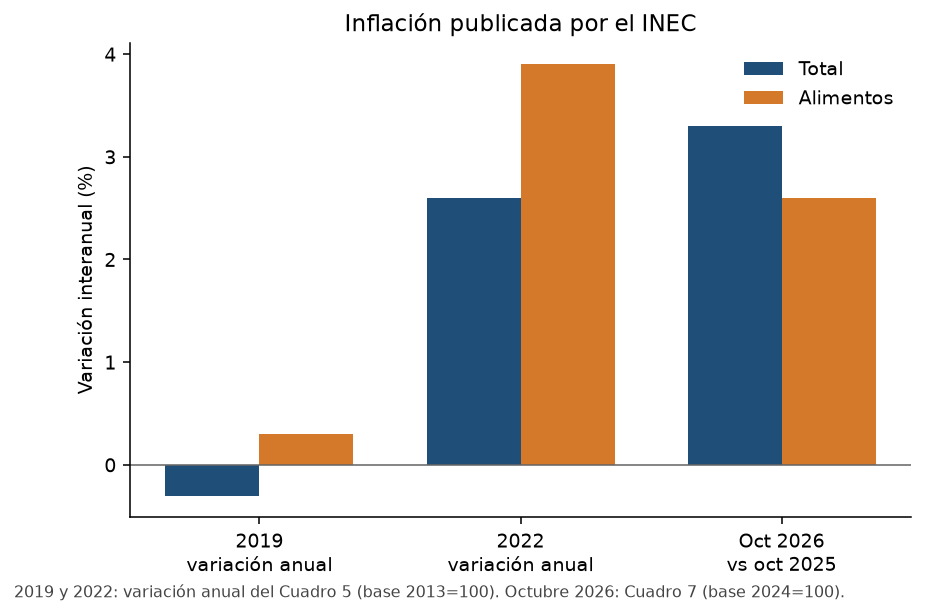 Inflación publicada por el INEC
Total
Alimentos
Variación interanual (%)
4
3
2
1
0
2019
variación anual
2022
variación anual
Oct 2026
vs oct 2025
2019 y 2022: variación anual del Cuadro 5 (base 2013=100). Octubre 2026: Cuadro 7 (base 2024=100).